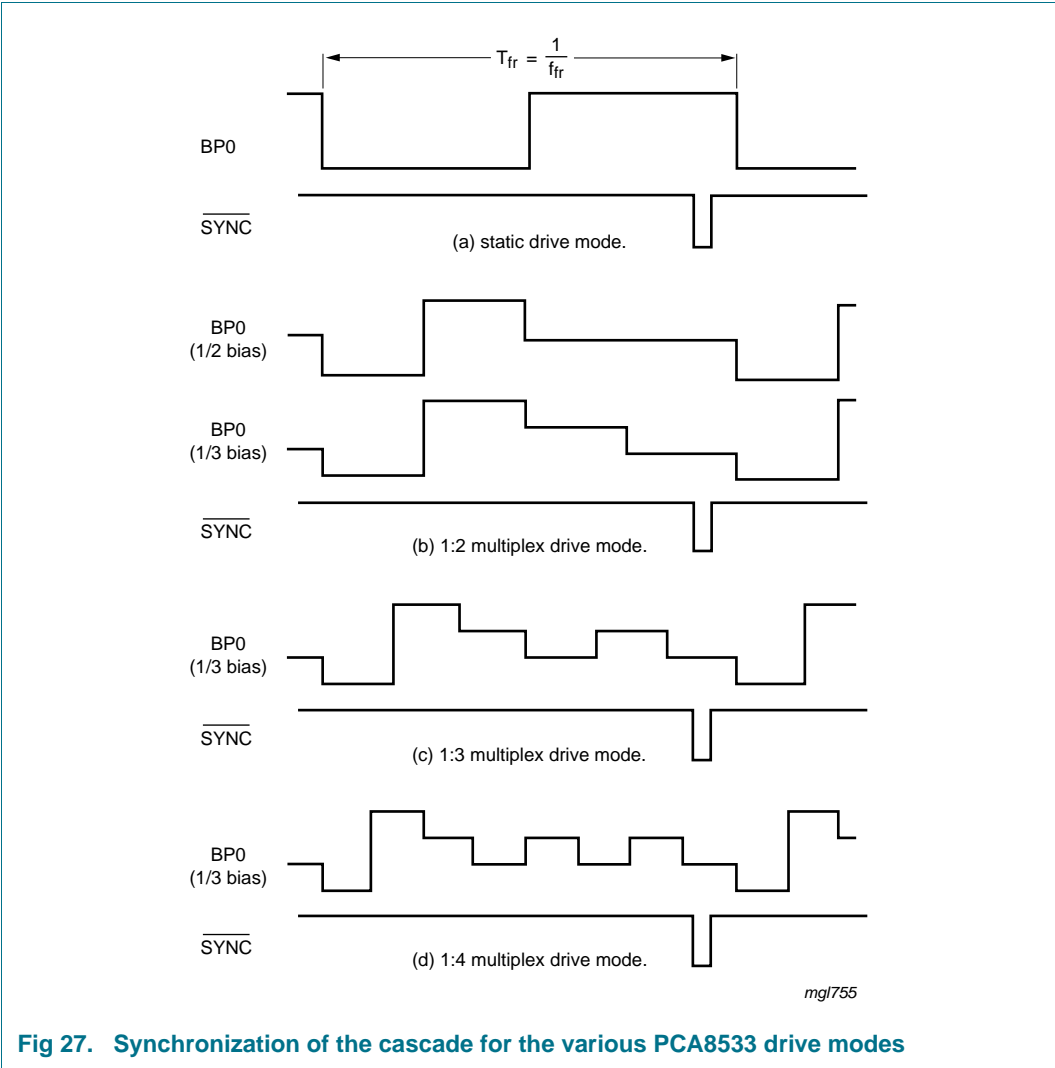 Tfr = 1/ffr
BP0
SYNC
(a) static drive mode.
BP0
(1/2 bias)
BP0
(1/3 bias)
SYNC
(b) 1:2 multiplex drive mode.
BP0
(1/3 bias)
SYNC
(c) 1:3 multiplex drive mode.
BP0
(1/3 bias)
SYNC
(d) 1:4 multiplex drive mode.
mgl755
Fig 27. Synchronization of the cascade for the various PCA8533 drive modes